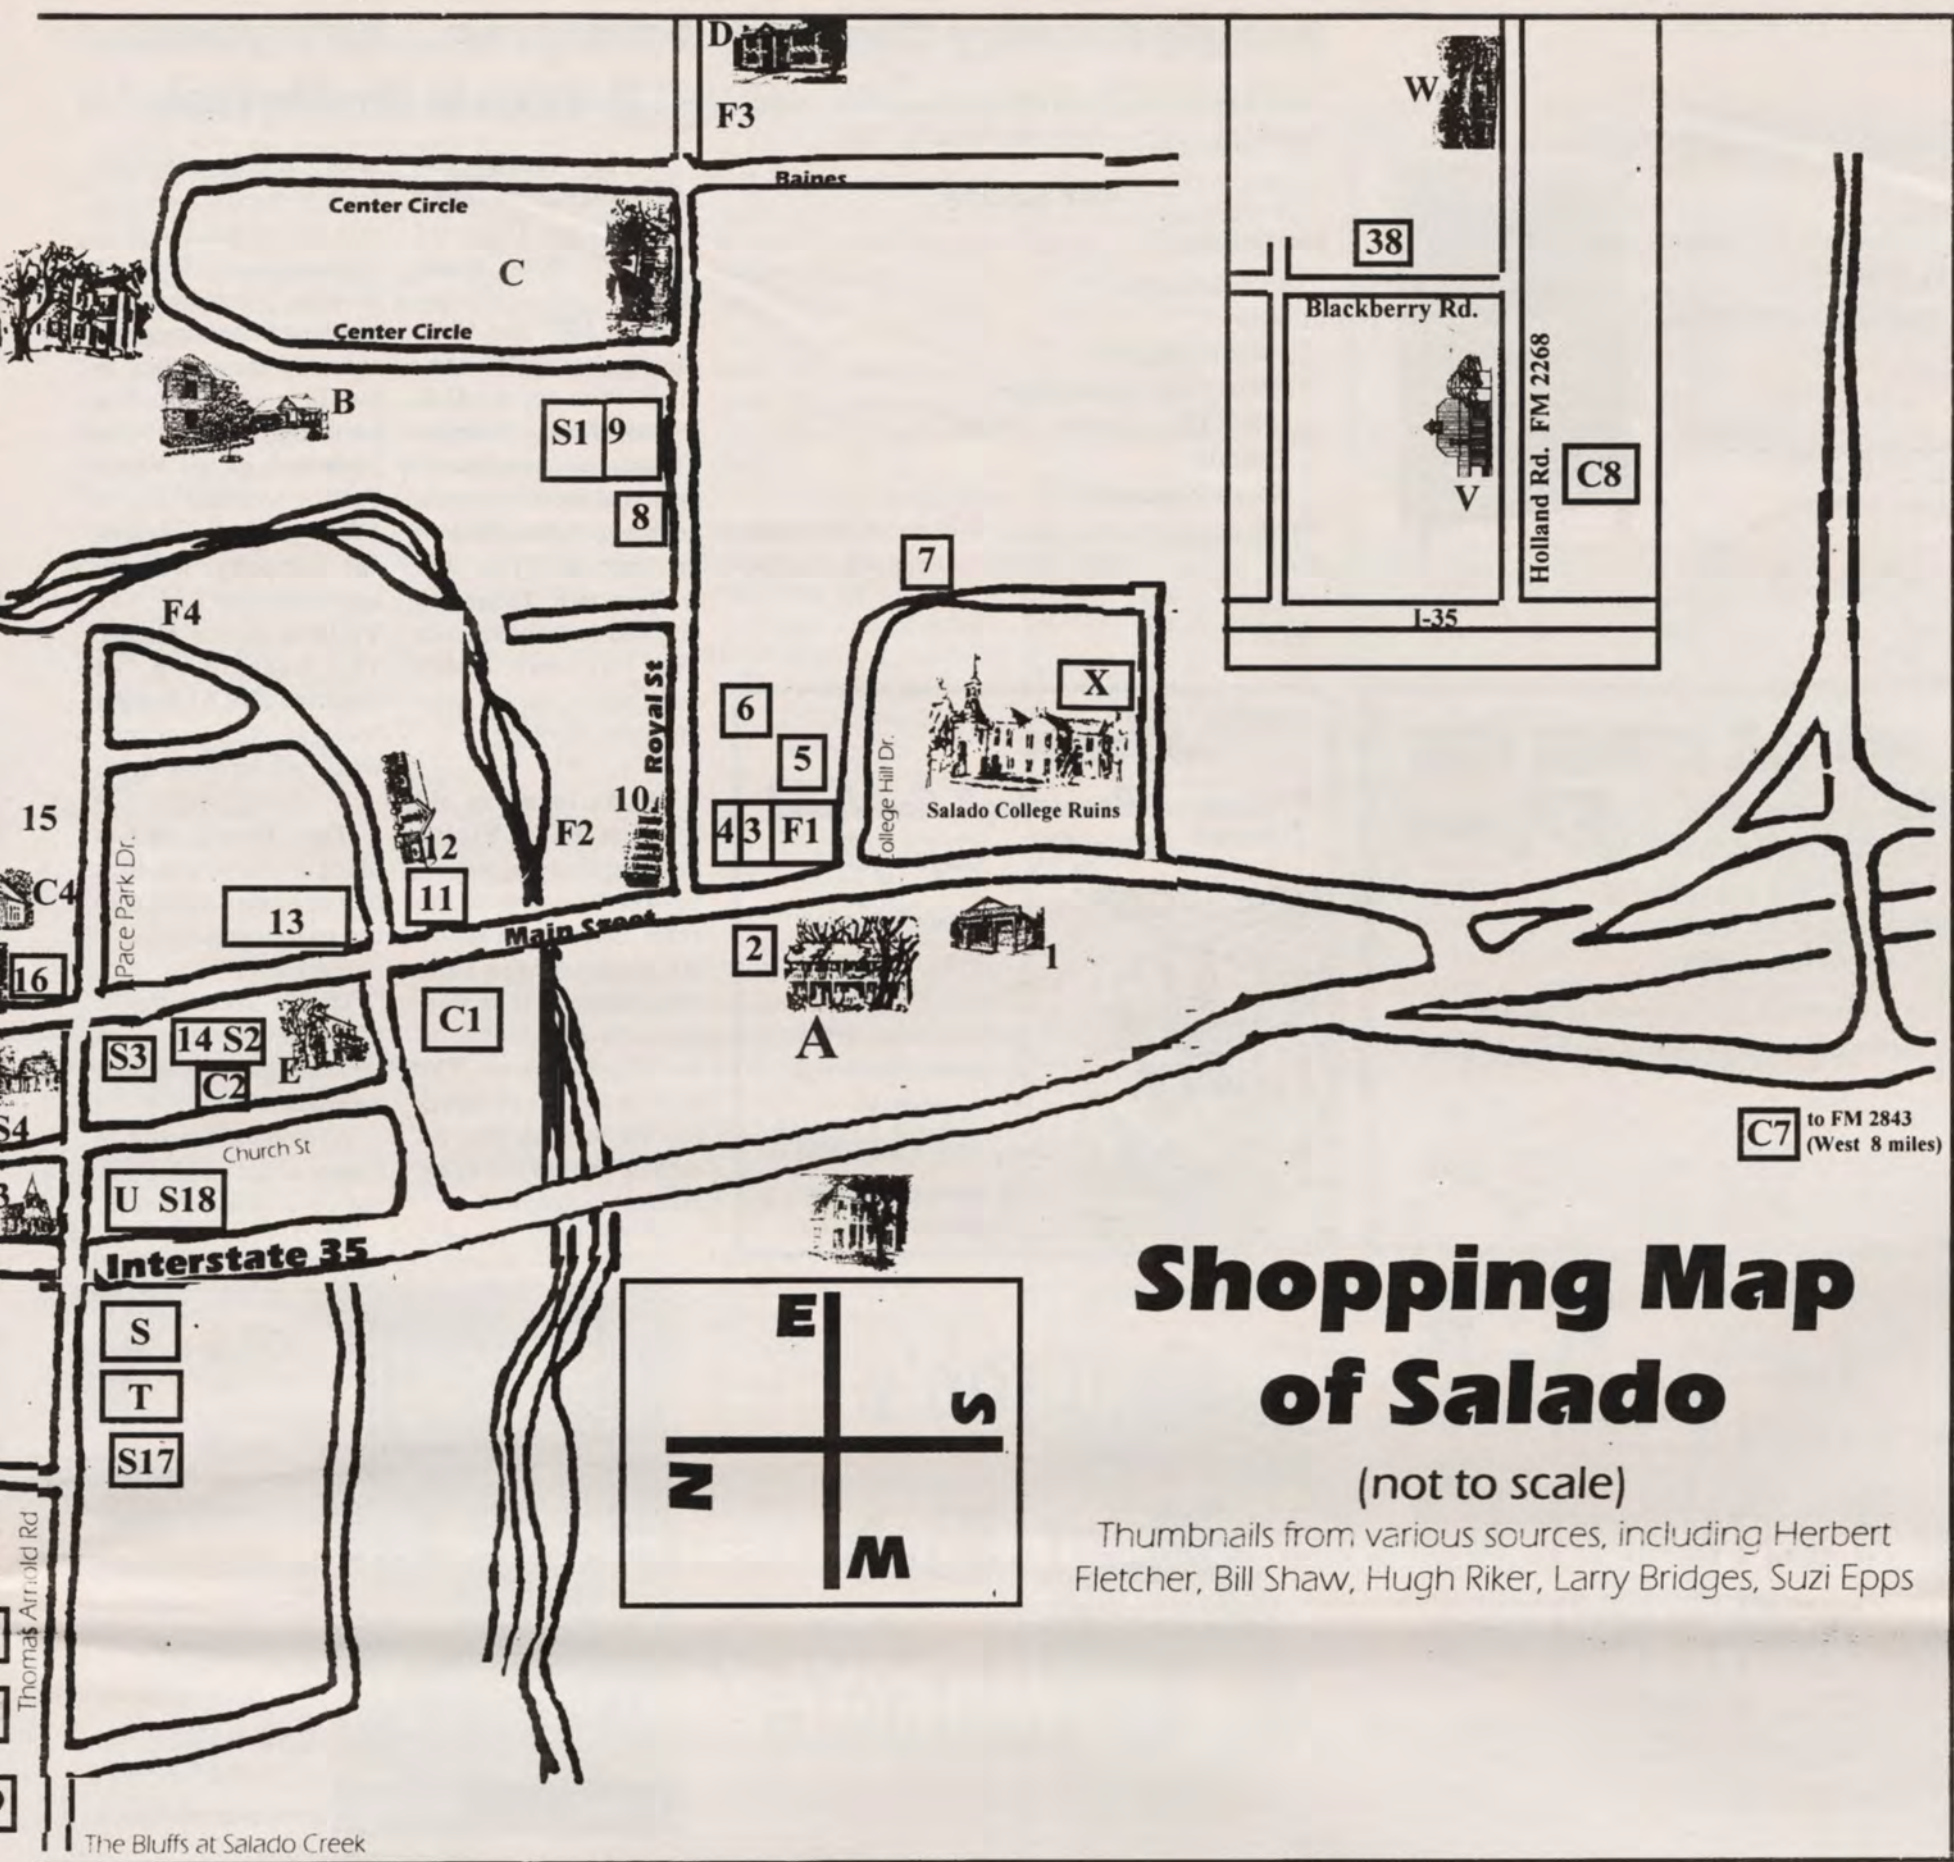 D
F3
W
Baines
Center Circle
C
38
Center Circle
Blackberry Rd.
B
Holland Rd. FM 2268
S1 9
C8
V
8
7
F4
I-35
Royal St
6
X
5
College Hill Dr.
Salado College Ruins
15
Pace Park Dr.
10
12
F2
4 3 F1
C4
11
13
Main Street
2
1
16
C1
A
S3
14 S2
E
C2
S4
Church St
C7
to FM 2843
(West 8 miles)
U S18
Interstate 35
Shopping Map
of Salado
(not to scale)
Thumbnails from various sources, including Herbert
Fletcher, Bill Shaw, Hugh Riker, Larry Bridges, Suzi Epps
E
S
N
W
S
T
S17
Thomas Arnold Rd
The Bluffs at Salado Creek